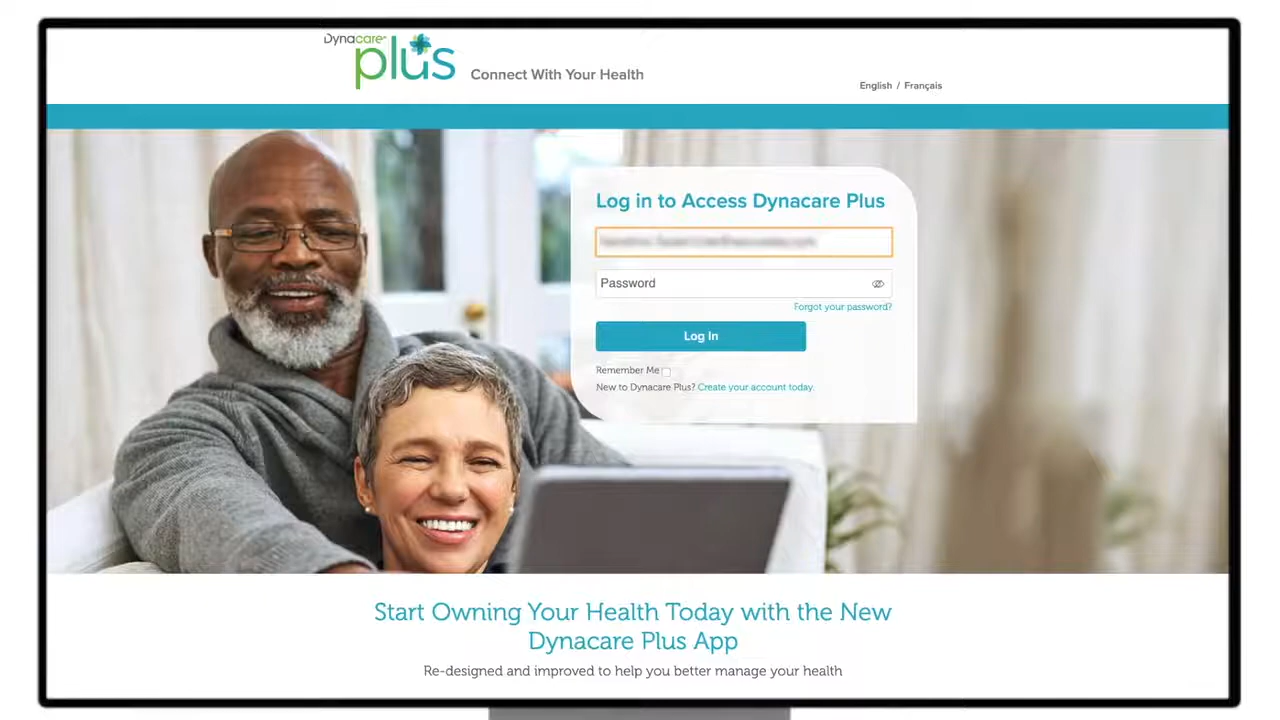 Dynacare
plus
Connect With Your Health
English / Français
Log in to Access Dynacare Plus
Password
Forgot your password?
Log In
Remember Me
New to Dynacare Plus? Create your account today.
Start Owning Your Health Today with the New
Dynacare Plus App
Re-designed and improved to help you better manage your health